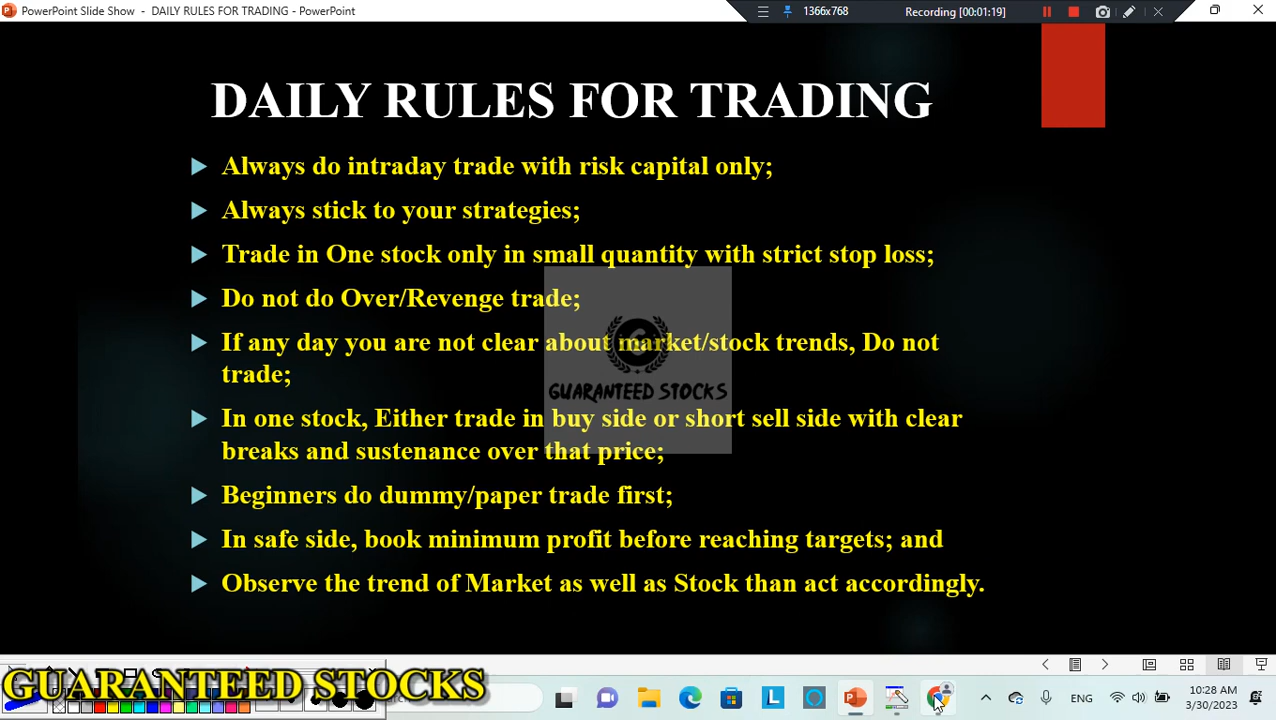 PowerPoint Slide Show - DAILY RULES FOR TRADING - PowerPoint
1366x768
Recording [00:01:19]
DAILY RULES FOR TRADING
Always do intraday trade with risk capital only;
Always stick to your strategies;
Trade in One stock only in small quantity with strict stop loss;
Do not do Over/Revenge trade;
If any day you are not clear about market/stock trends, Do not
trade;
GUARANTEED STOCKS
In one stock, Either trade in buy side or short sell side with clear
breaks and sustenance over that price;
Beginners do dummy/paper trade first;
In safe side, book minimum profit before reaching targets; and
Observe the trend of Market as well as Stock than act accordingly.
GUARANTEED STOCKS
ENG
10:28 AM
3/30/2023